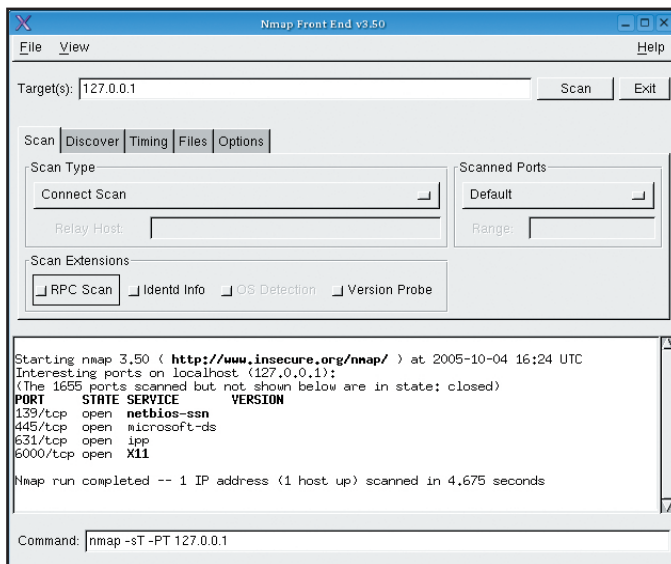 Nmap Front End v3.50
File View Help
Target(s): 127.0.0.1 Scan Exit
Scan Discover Timing Files Options
Scan Type Scanned Ports
Connect Scan Default
Relay Host: Range:
Scan Extensions
RPC Scan Identd Info OS Detection Version Probe
Starting nmap 3.50 ( http://www.insecure.org/nmap/ ) at 2005-10-04 16:24 UTC
Interesting ports on localhost (127.0.0.1):
(The 1655 ports scanned but not shown below are in state: closed)
PORT STATE SERVICE VERSION
139/tcp open netbios-ssn
445/tcp open microsoft-ds
631/tcp open ipp
6000/tcp open X11
Nmap run completed -- 1 IP address (1 host up) scanned in 4.675 seconds
Command: nmap -sT -PT 127.0.0.1